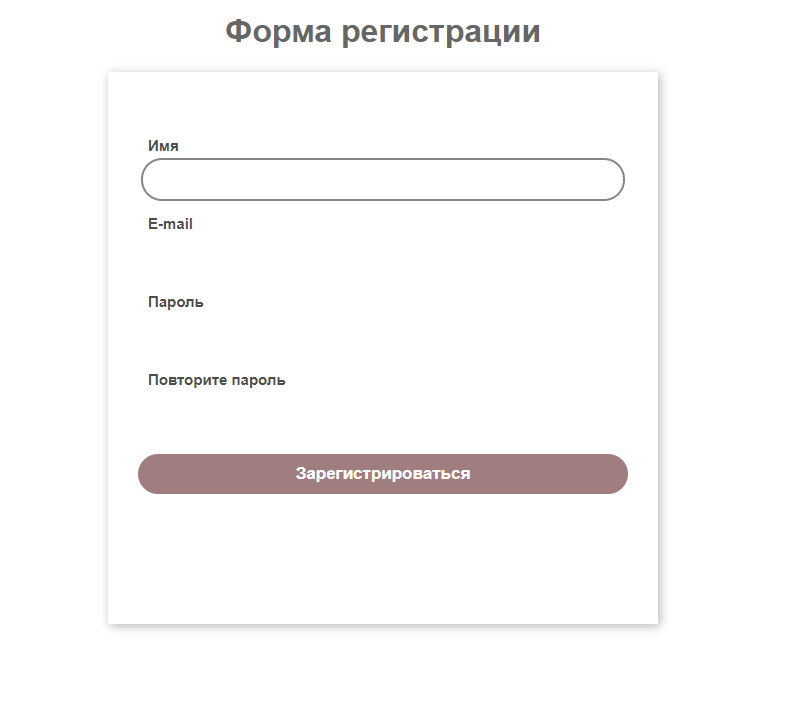 Форма регистрации
Имя
E-mail
Пароль
Повторите пароль
Зарегистрироваться